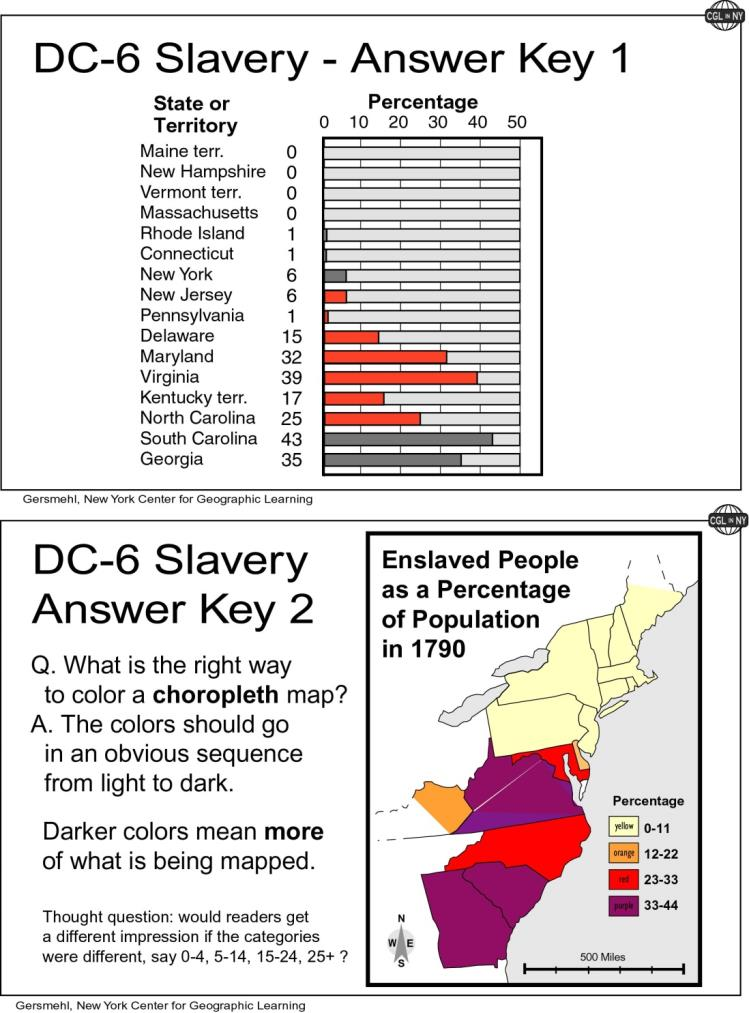 CGL IN NY
DC-6 Slavery - Answer Key 1
State or
Territory
Percentage
0 10 20 30 40 50
Maine terr. 0
New Hampshire 0
Vermont terr. 0
Massachusetts 0
Rhode Island 1
Connecticut 1
New York 6
New Jersey 6
Pennsylvania 1
Delaware 15
Maryland 32
Virginia 39
Kentucky terr. 17
North Carolina 25
South Carolina 43
Georgia 35
Gersmehl, New York Center for Geographic Learning
CGL IN NY
DC-6 Slavery
Answer Key 2
Q. What is the right way
to color a choropleth map?
A. The colors should go
in an obvious sequence
from light to dark.
Darker colors mean more
of what is being mapped.
Thought question: would readers get
a different impression if the categories
were different, say 0-4, 5-14, 15-24, 25+ ?
Enslaved People
as a Percentage
of Population
in 1790
Percentage
yellow 0-11
orange 12-22
red 23-33
purple 33-44
N
W E
S
500 Miles
Gersmehl, New York Center for Geographic Learning